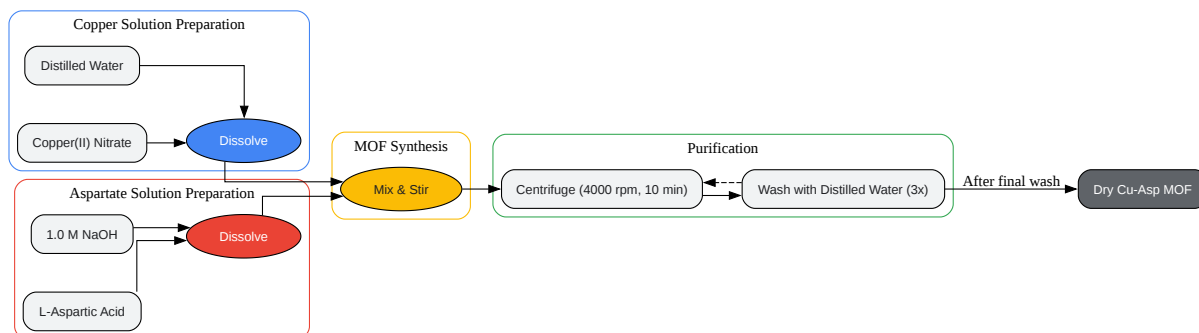 Copper Solution Preparation
Distilled Water
Copper(II) Nitrate
Dissolve
Aspartate Solution Preparation
1.0 M NaOH
L-Aspartic Acid
Dissolve
MOF Synthesis
Mix & Stir
Purification
Centrifuge (4000 rpm, 10 min)
Wash with Distilled Water (3x)
After final wash
Dry Cu-Asp MOF